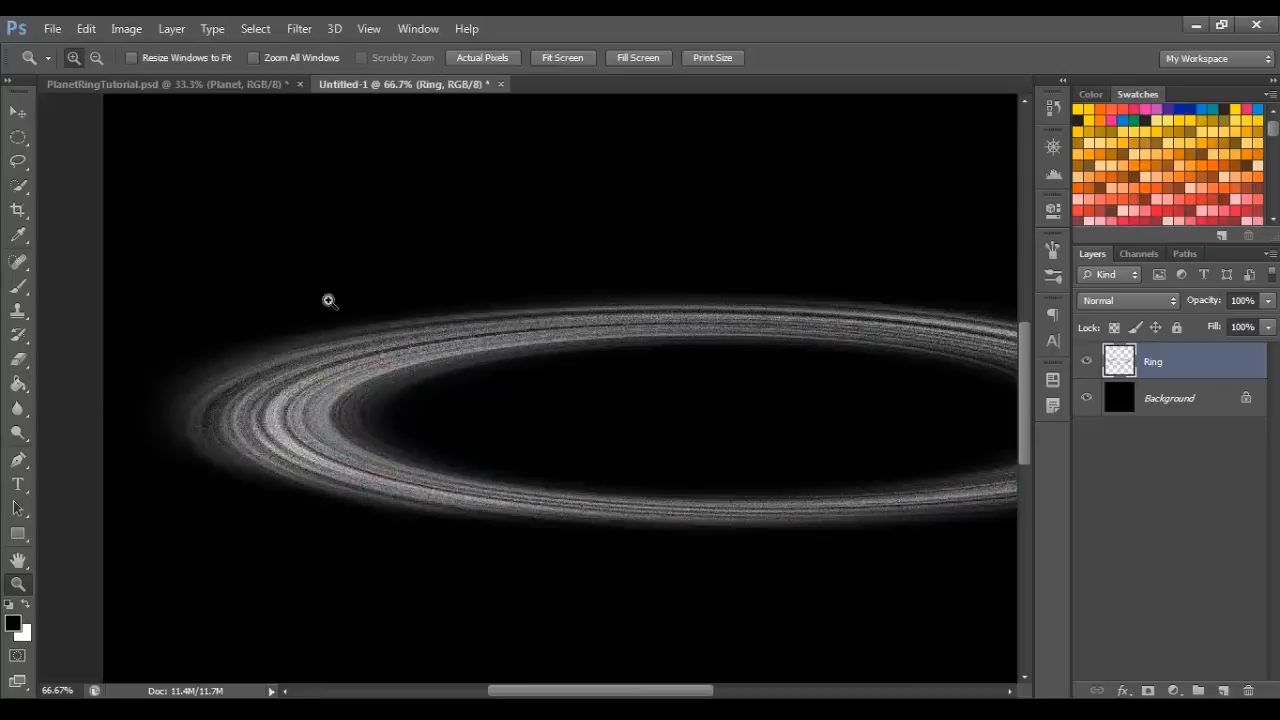 Ps File Edit Image Layer Type Select Filter 3D View Window Help
Resize Windows to Fit Zoom All Windows Scrubby Zoom Actual Pixels Fit Screen Fill Screen Print Size My Workspace
PlanetRingTutorial.psd @ 33.3% (Planet, RGB/8) * × Untitled-1 @ 66.7% (Ring, RGB/8) * ×
Color Swatches
Layers Channels Paths
Kind
Normal Opacity: 100%
Lock: Fill: 100%
Ring
Background
66.67% Doc: 11.4M/11.7M